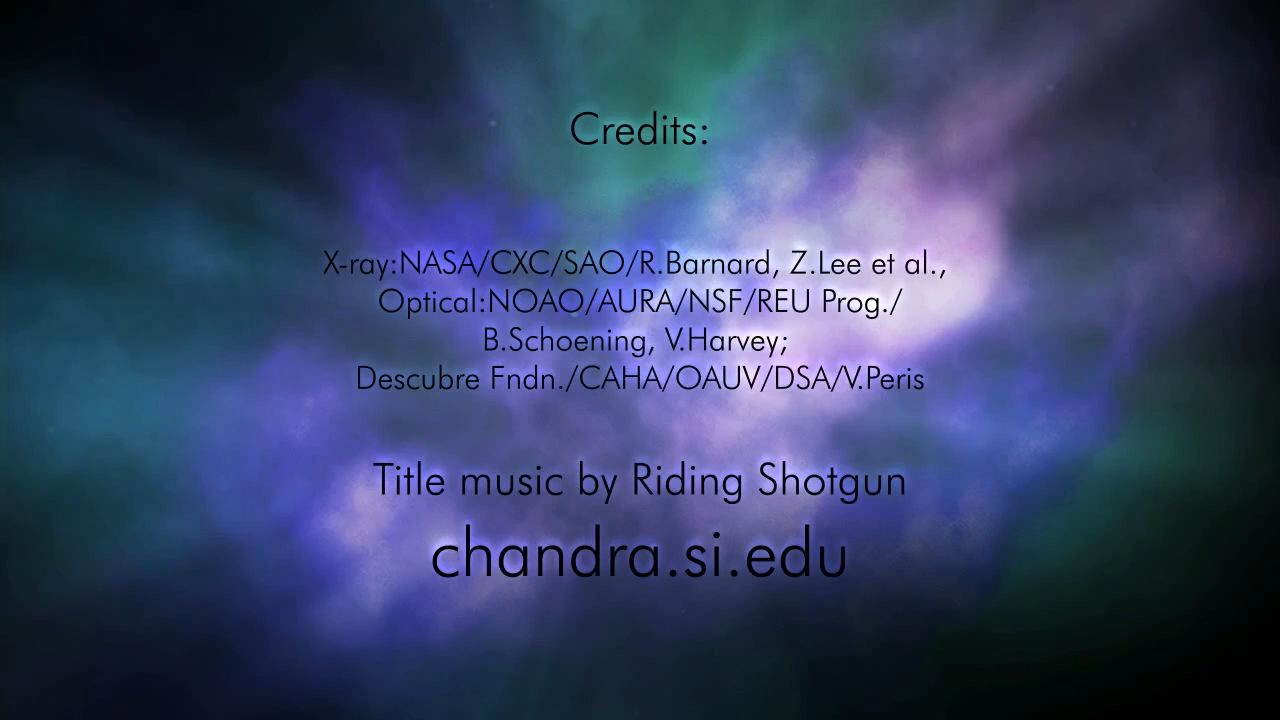 Credits:
X-ray:NASA/CXC/SAO/R.Barnard, Z.Lee et al.,
Optical:NOAO/AURA/NSF/REU Prog./
B.Schoening, V.Harvey;
Descubre Fndn./CAHA/OAUV/DSA/V.Peris
Title music by Riding Shotgun
chandra.si.edu